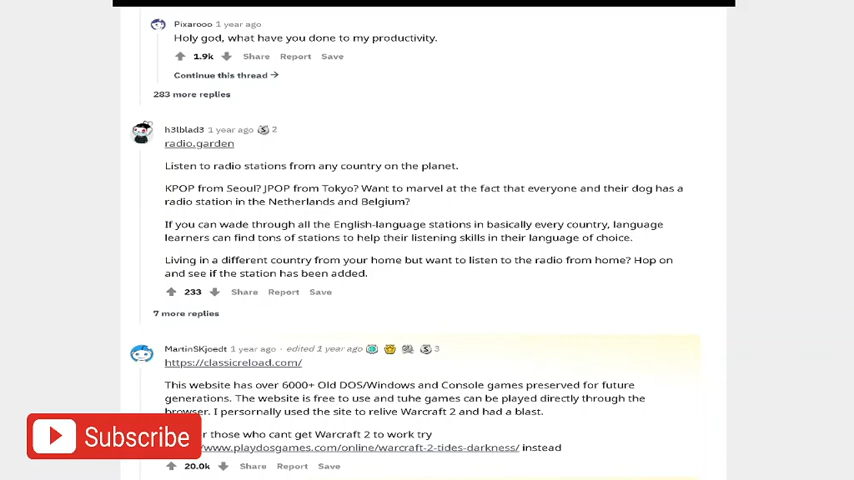 Pixarooo 1 year ago
Holy god, what have you done to my productivity.
1.9k Share Report Save
Continue this thread →
283 more replies
h3lblad3 1 year ago 2
radio.garden
Listen to radio stations from any country on the planet.
KPOP from Seoul? JPOP from Tokyo? Want to marvel at the fact that everyone and their dog has a
radio station in the Netherlands and Belgium?
If you can wade through all the English-language stations in basically every country, language
learners can find tons of stations to help their listening skills in their language of choice.
Living in a different country from your home but want to listen to the radio from home? Hop on
and see if the station has been added.
233 Share Report Save
7 more replies
MartinSKjoedt 1 year ago · edited 1 year ago 3
https://classicreload.com/
This website has over 6000+ Old DOS/Windows and Console games preserved for future
generations. The website is free to use and tuhe games can be played directly through the
browser. I persornally used the site to relive Warcraft 2 and had a blast.
r those who cant get Warcraft 2 to work try
/www.playdosgames.com/online/warcraft-2-tides-darkness/ instead
20.0k Share Report Save
Subscribe